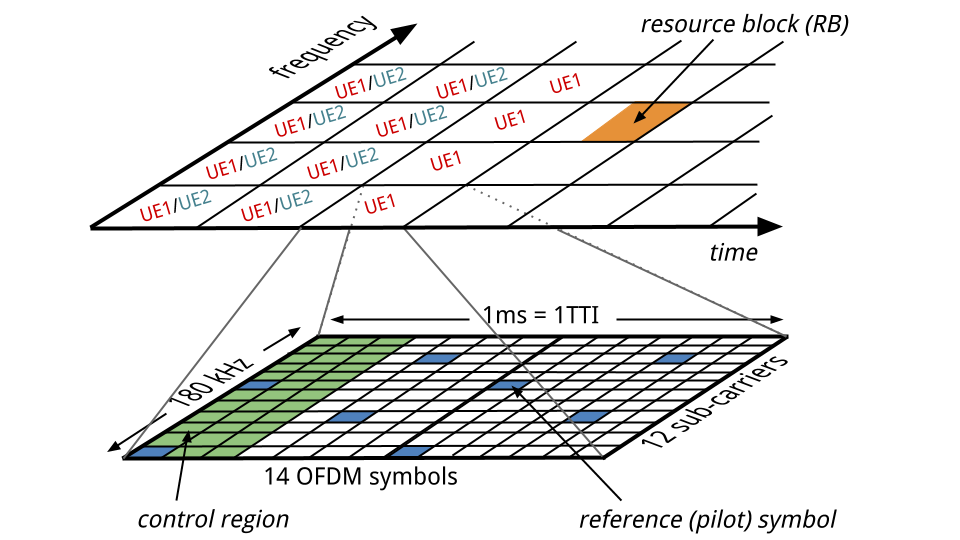 resource block (RB)
frequency
UE1/UE2
UE1/UE2
UE1
UE1/UE2
UE1/UE2
UE1
UE1/UE2
UE1/UE2
UE1
UE1/UE2
UE1/UE2
UE1
time
1ms = 1TTI
180 kHz
12 sub-carriers
14 OFDM symbols
control region
reference (pilot) symbol